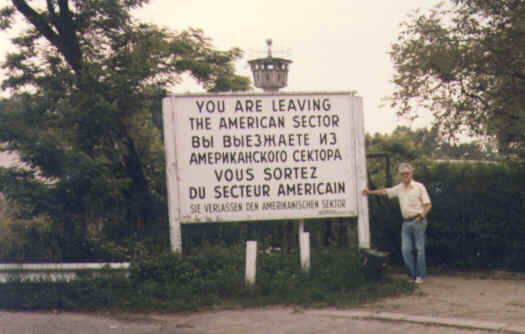 YOU ARE LEAVING
THE AMERICAN SECTOR
ВЫ ВЫЕЗЖАЕТЕ ИЗ
АМЕРИКАНСКОГО СЕКТОРА
VOUS SORTEZ
DU SECTEUR AMERICAIN
SIE VERLASSEN DEN AMERIKANISCHEN SEKTOR